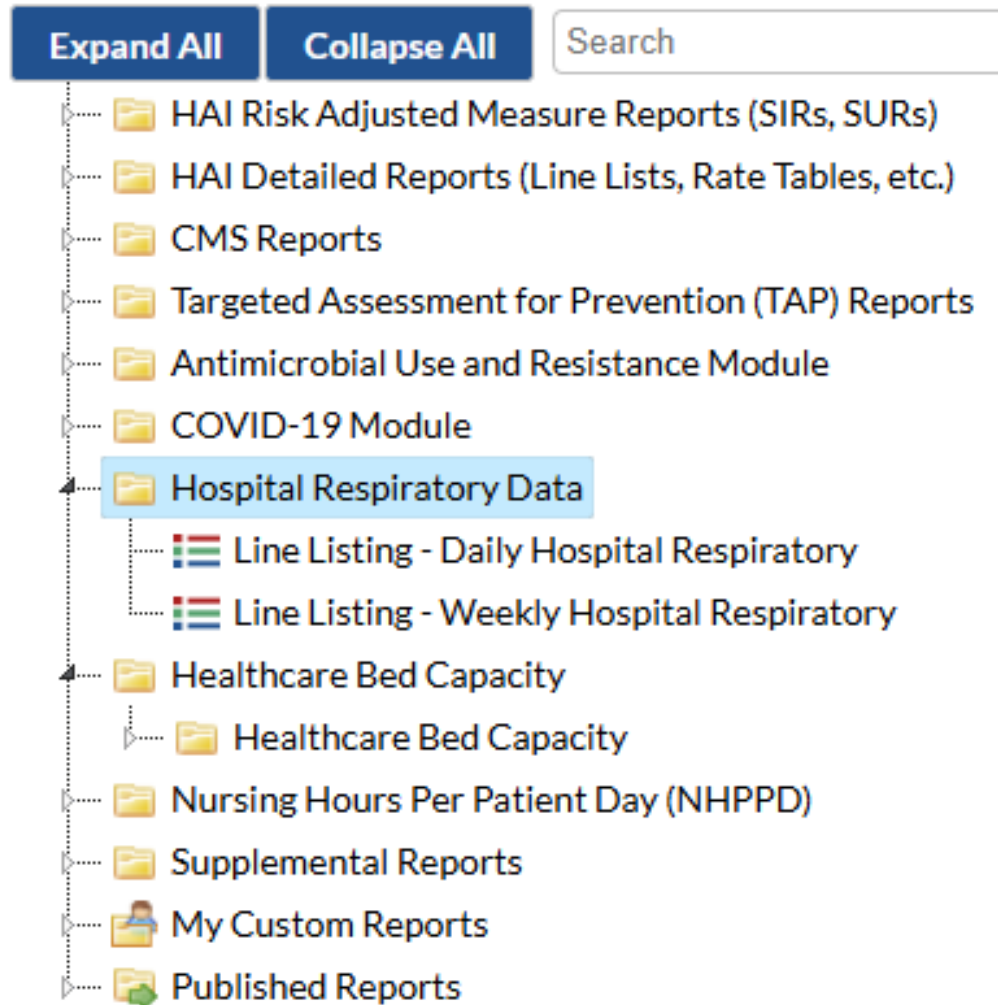 Expand All Collapse All Search
HAI Risk Adjusted Measure Reports (SIRs, SURs)
HAI Detailed Reports (Line Lists, Rate Tables, etc.)
CMS Reports
Targeted Assessment for Prevention (TAP) Reports
Antimicrobial Use and Resistance Module
COVID-19 Module
Hospital Respiratory Data
Line Listing - Daily Hospital Respiratory
Line Listing - Weekly Hospital Respiratory
Healthcare Bed Capacity
Healthcare Bed Capacity
Nursing Hours Per Patient Day (NHPPD)
Supplemental Reports
My Custom Reports
Published Reports